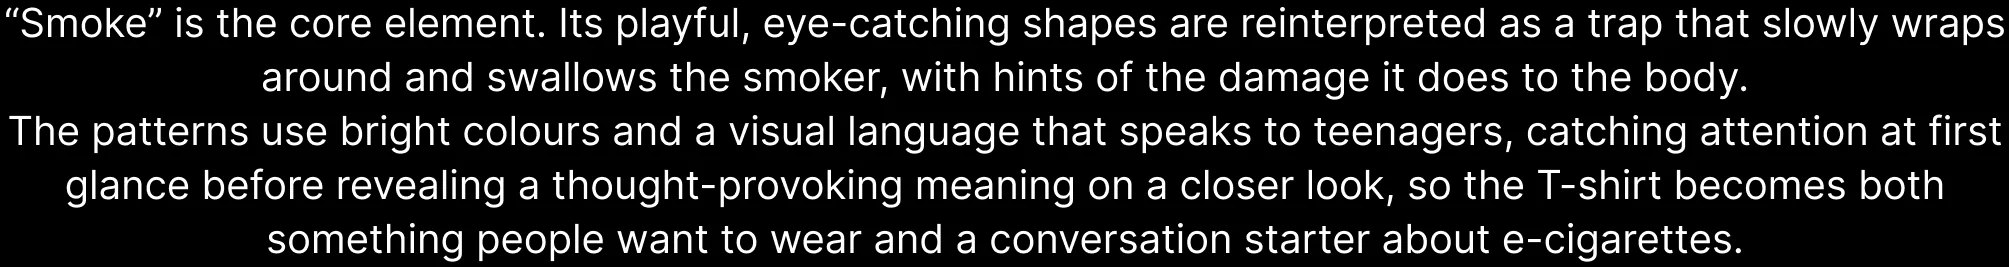 “Smoke” is the core element. Its playful, eye-catching shapes are reinterpreted as a trap that slowly wraps
around and swallows the smoker, with hints of the damage it does to the body.
The patterns use bright colours and a visual language that speaks to teenagers, catching attention at first
glance before revealing a thought-provoking meaning on a closer look, so the T-shirt becomes both
something people want to wear and a conversation starter about e-cigarettes.